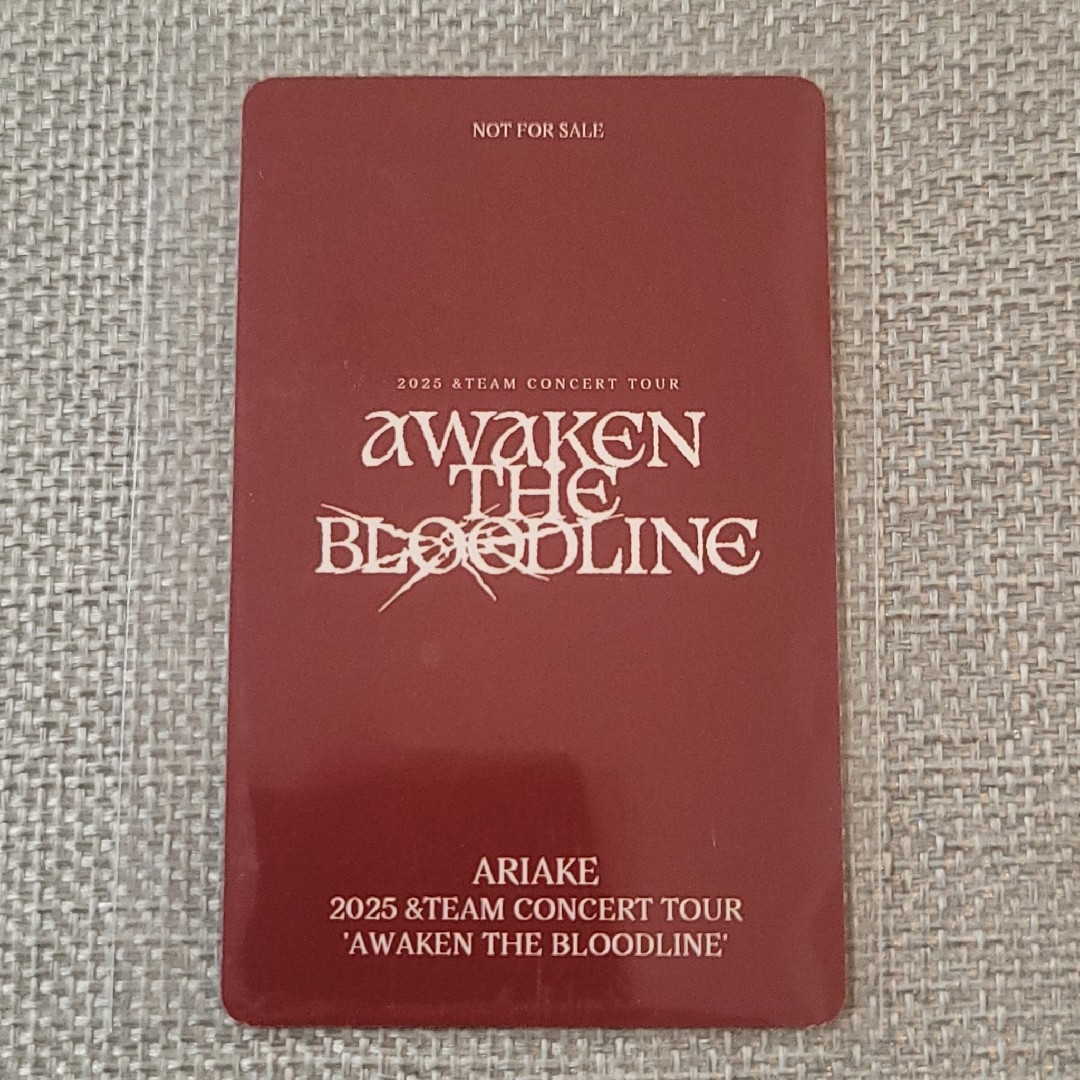 NOT FOR SALE
2025 &TEAM CONCERT TOUR
AWAKEN
THE
BLOODLINE
ARIAKE
2025 &TEAM CONCERT TOUR
'AWAKEN THE BLOODLINE'